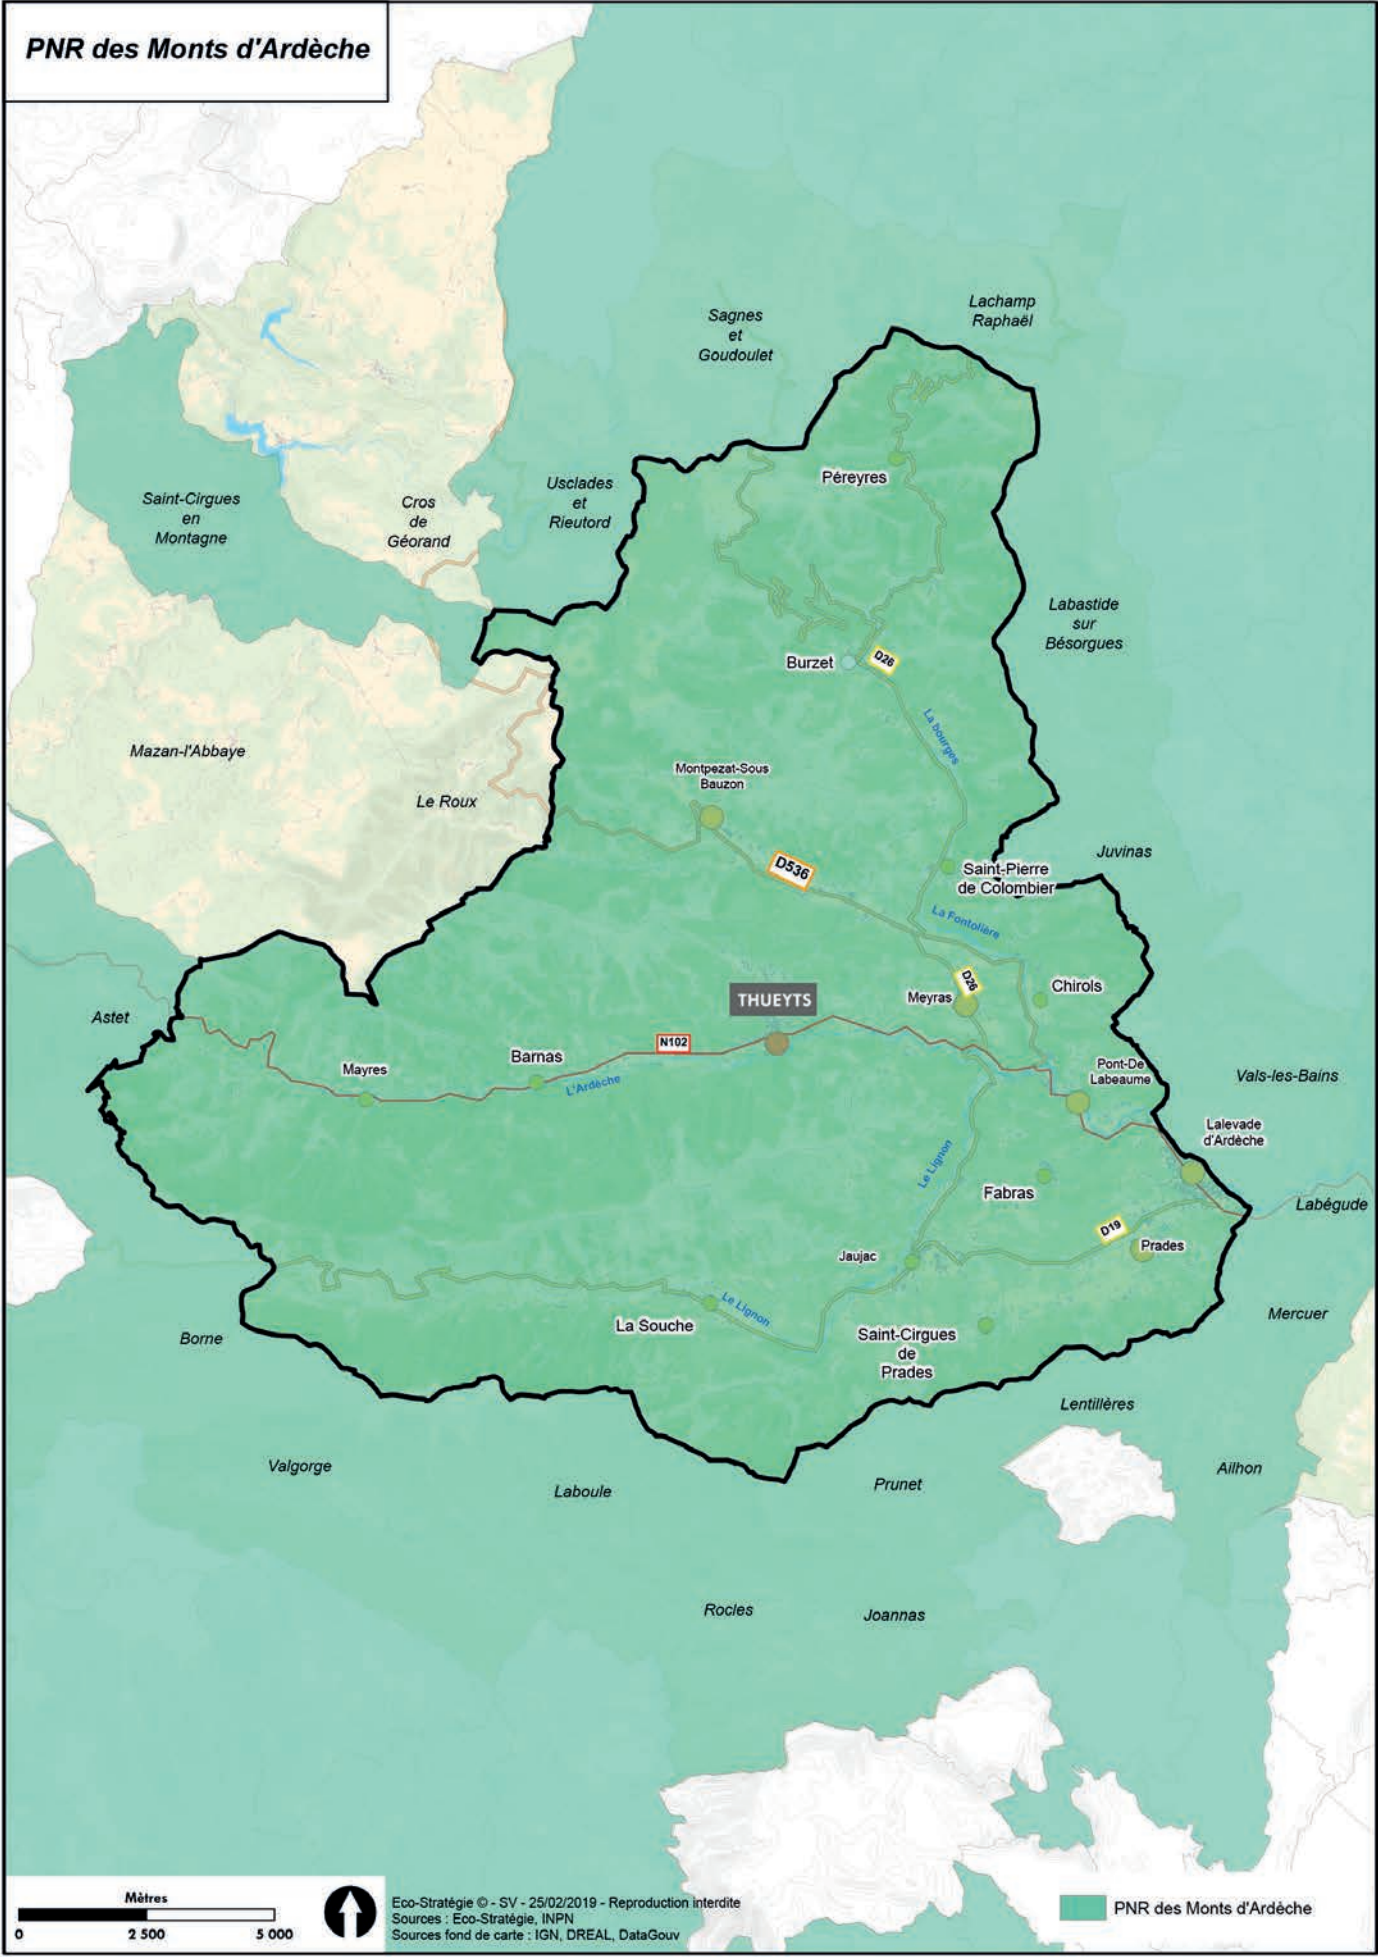 PNR des Monts d'Ardèche
Lachamp
Raphaël
Sagnes
et
Goudoulet
Péreyres
Usclades
et
Rieutord
Saint-Cirgues
en
Montagne
Cros
de
Géorand
Labastide
sur
Bésorgues
Burzet
D26
La bourges
Mazan-l'Abbaye
Le Roux
Montpezat-Sous
Bauzon
D536
Juvinas
Saint-Pierre
de Colombier
La Fontolière
D26
Meyras
Chirols
THUEYTS
Astet
N102
Barnas
Mayres
L'Ardèche
Pont-De
Labeaume
Vals-les-Bains
Lalevade
d'Ardèche
Le Lignon
Fabras
Labégude
D19
Prades
Jaujac
Le Lignon
La Souche
Saint-Cirgues
de
Prades
Mercuer
Borne
Lentillères
Valgorge
Laboule
Prunet
Ailhon
Rocles
Joannas
Mètres
0 2 500 5 000
Eco-Stratégie © - SV - 25/02/2019 - Reproduction interdite
Sources : Eco-Stratégie, INPN
Sources fond de carte : IGN, DREAL, DataGouv
PNR des Monts d'Ardèche